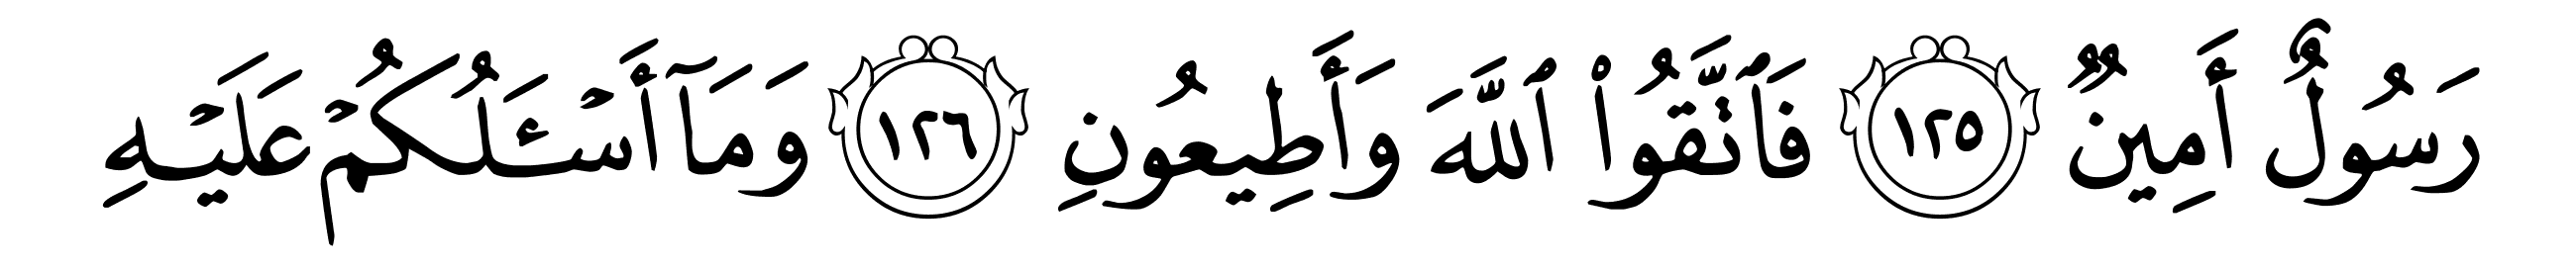 رَسُولٌ أَمِينٌ ١٢٥ فَٱتَّقُوا۟ ٱللَّهَ وَأَطِيعُونِ ١٢٦ وَمَآ أَسْـَٔلُكُمْ عَلَيْهِ